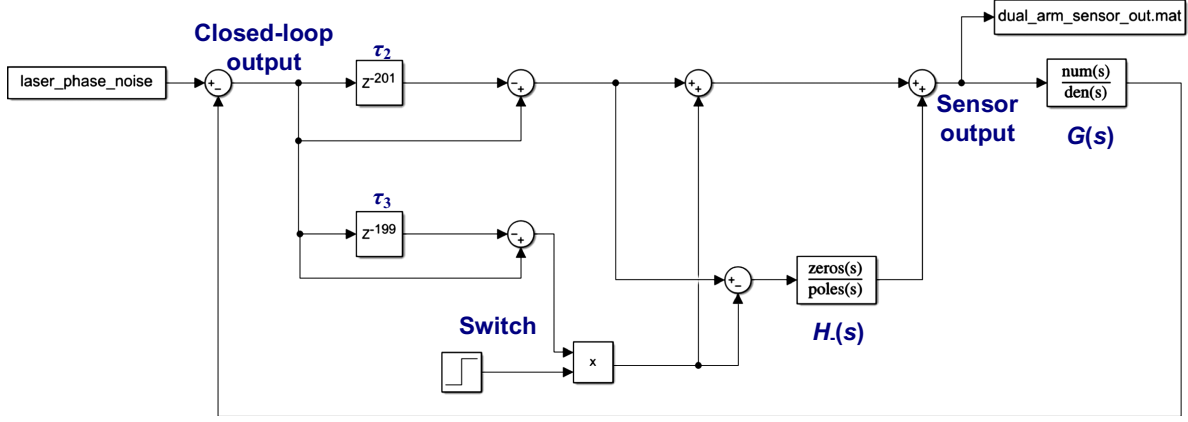 dual_arm_sensor_out.mat
Closed-loop
output
τ2
laser_phase_noise
+
-
z-201
-
+
+
+
+
+
num(s)
den(s)
Sensor
output
G(s)
τ3
z-199
-
+
+
-
zeros(s)
poles(s)
H-(s)
Switch
x